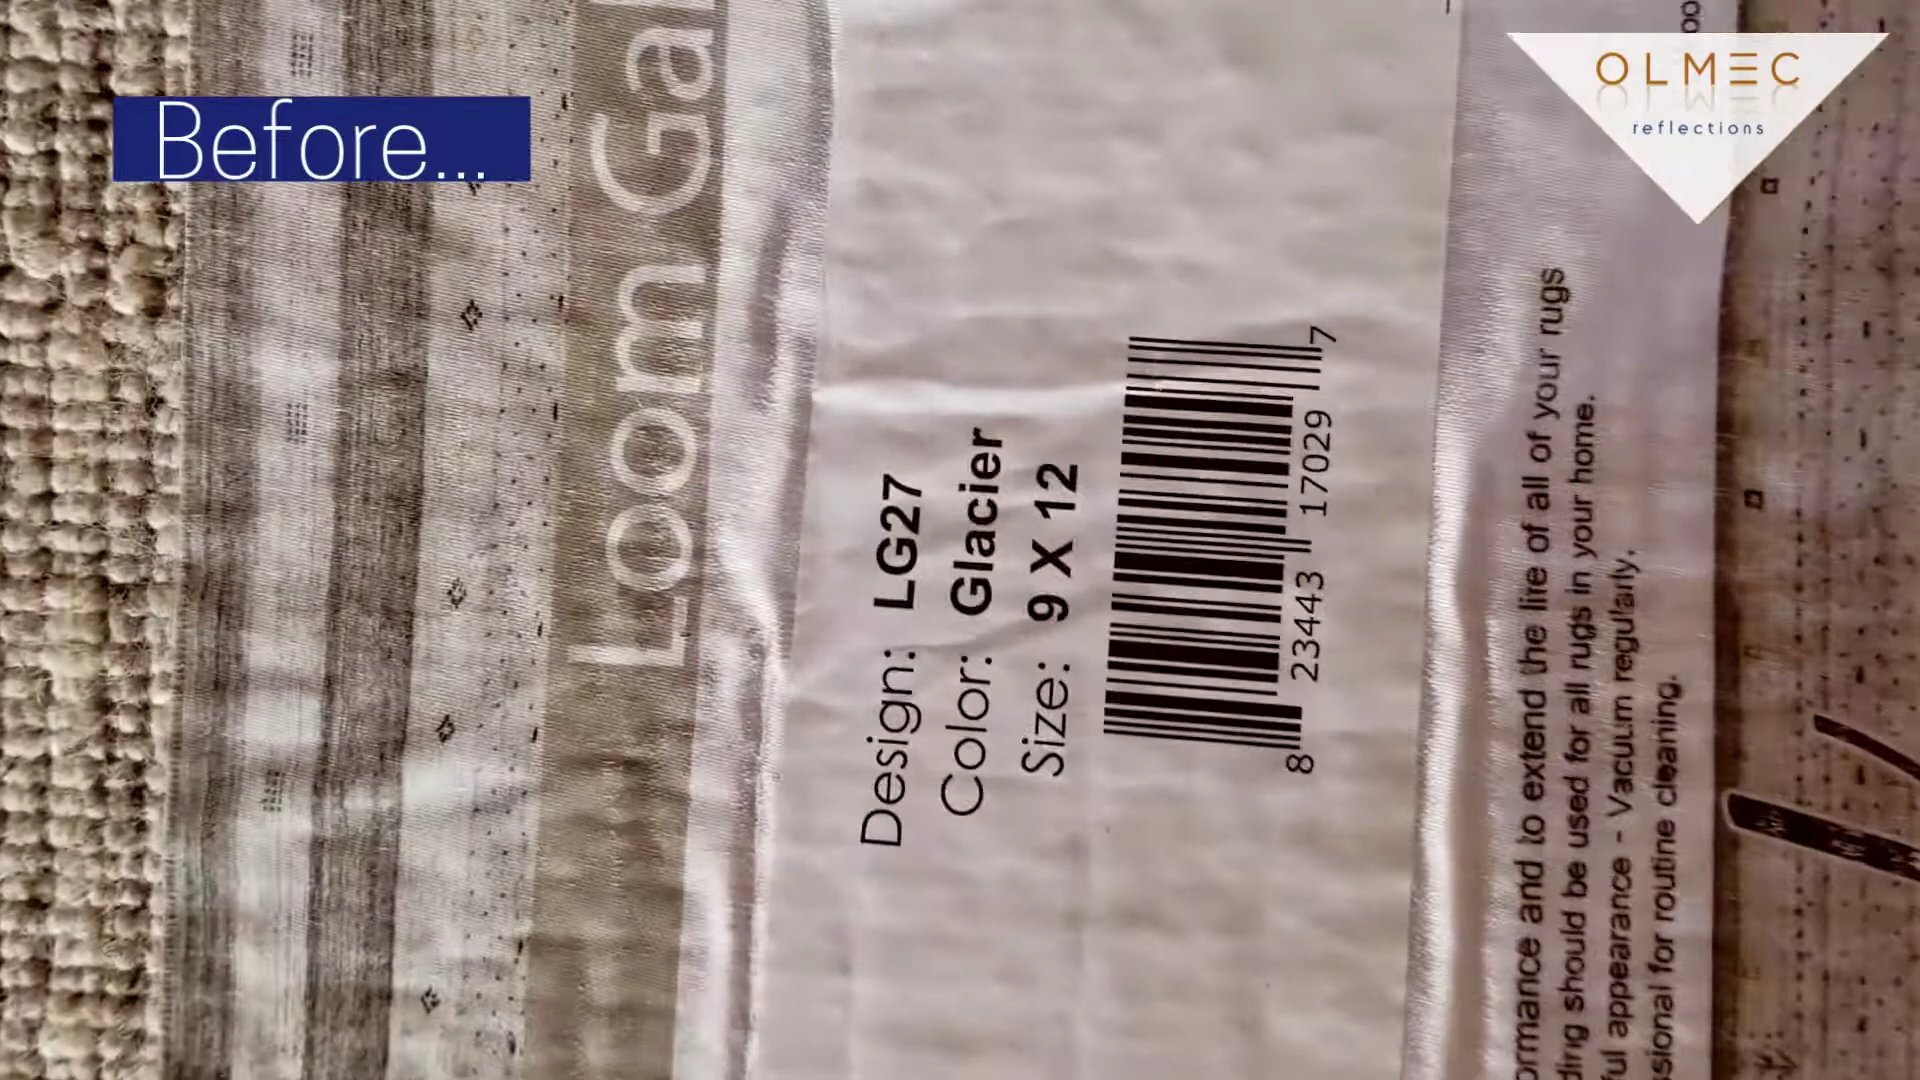 Before...
OLMEC
reflections
Loom Gal
Design: LG27
Color: Glacier
Size: 9 X 12
8 23443 17029 7
ormance and to extend the life of all of your rugs
ding should be used for all rugs in your home.
ful appearance - Vacuum regularly,
sional for routine cleaning.